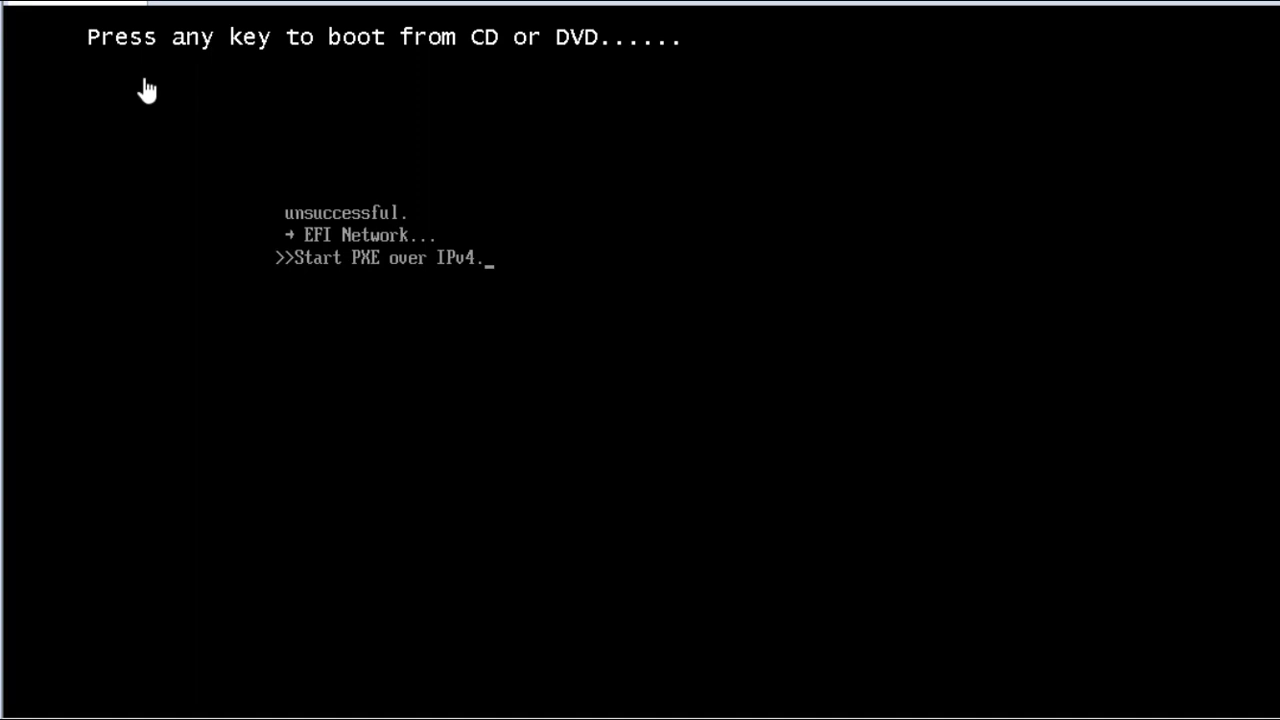 Press any key to boot from CD or DVD......
unsuccessful.
→ EFI Network...
>>Start PXE over IPv4._